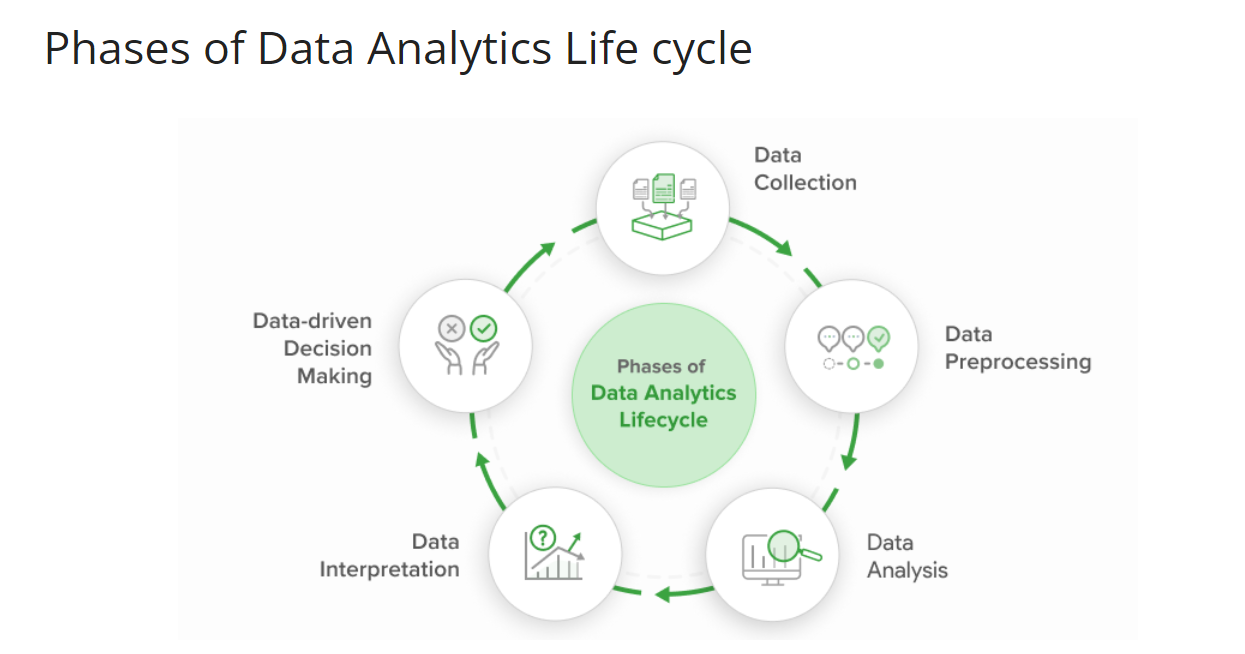 Phases of Data Analytics Life cycle
Data
Collection
Data
Preprocessing
Data
Analysis
Data
Interpretation
Data-driven
Decision
Making
Phases of
Data Analytics
Lifecycle
?